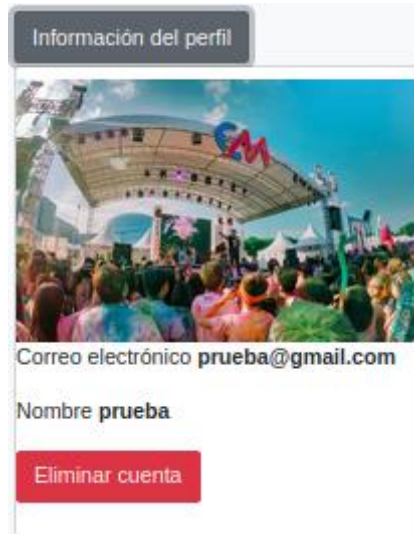 Información del perfil
Correo electrónico prueba@gmail.com
Nombre prueba
Eliminar cuenta